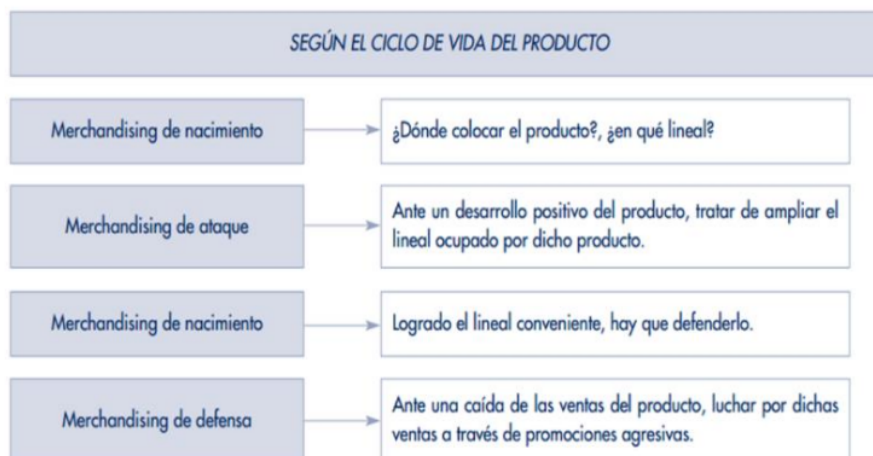 SEGÚN EL CICLO DE VIDA DEL PRODUCTO
Merchandising de nacimiento
¿Dónde colocar el producto?, ¿en qué lineal?
Merchandising de ataque
Ante un desarrollo positivo del producto, tratar de ampliar el
lineal ocupado por dicho producto.
Merchandising de nacimiento
Logrado el lineal conveniente, hay que defenderlo.
Merchandising de defensa
Ante una caída de las ventas del producto, luchar por dichas
ventas a través de promociones agresivas.